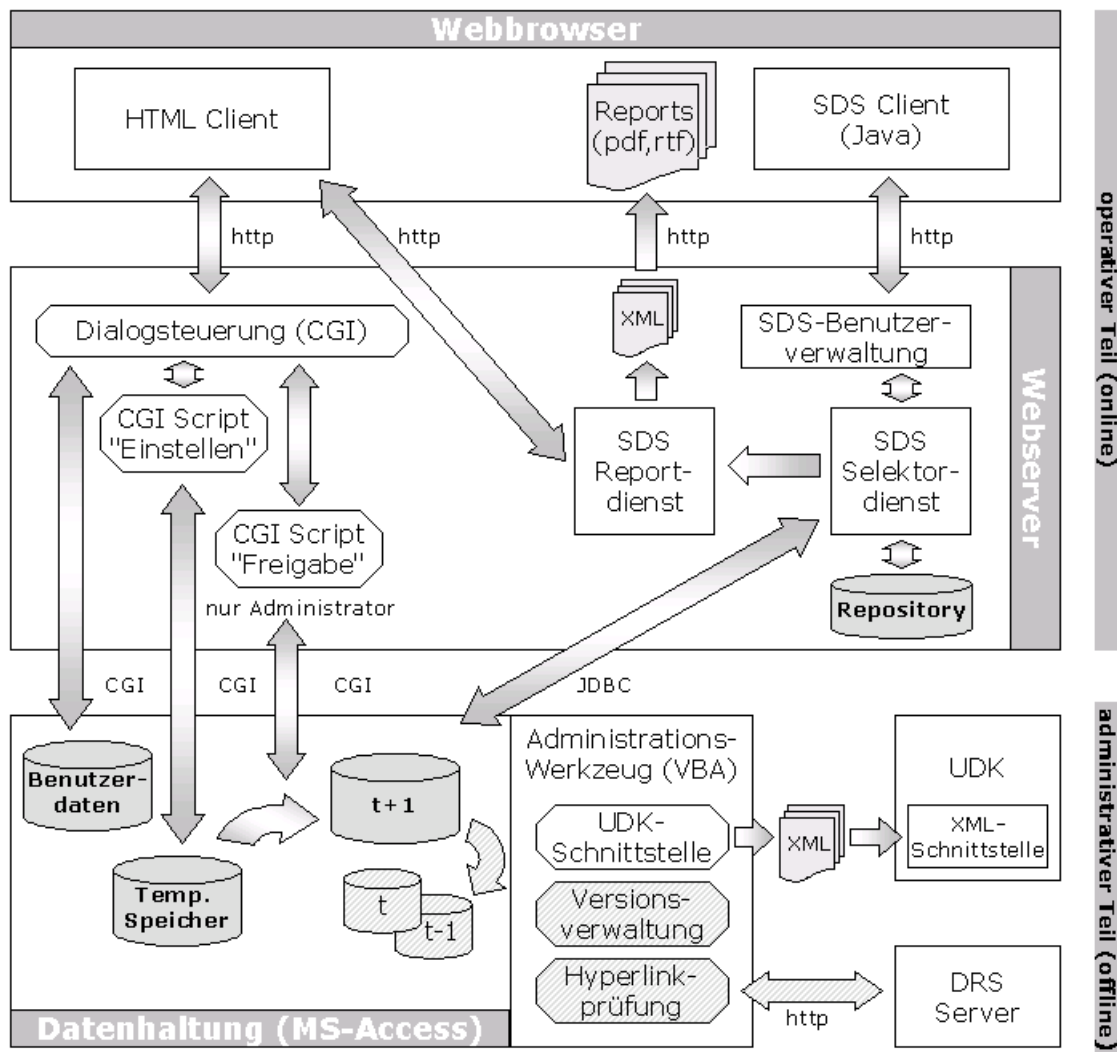 Webbrowser
HTML Client
Reports
(pdf,rtf)
SDS Client
(Java)
http
http
http
http
operativer Teil (online)
Webserver
Dialogsteuerung (CGI)
XML
SDS-Benutzer-
verwaltung
CGI Script
"Einstellen"
SDS
Report-
dienst
SDS
Selektor-
dienst
CGI Script
"Freigabe"
nur Administrator
Repository
CGI
CGI
CGI
JDBC
administrativer Teil (offline)
Benutzer-
daten
t+1
Temp.
Speicher
t
t-1
Datenhaltung (MS-Access)
Administrations-
Werkzeug (VBA)
UDK-
Schnittstelle
XML
UDK
XML-
Schnittstelle
Versions-
verwaltung
Hyperlink-
prüfung
http
DRS
Server